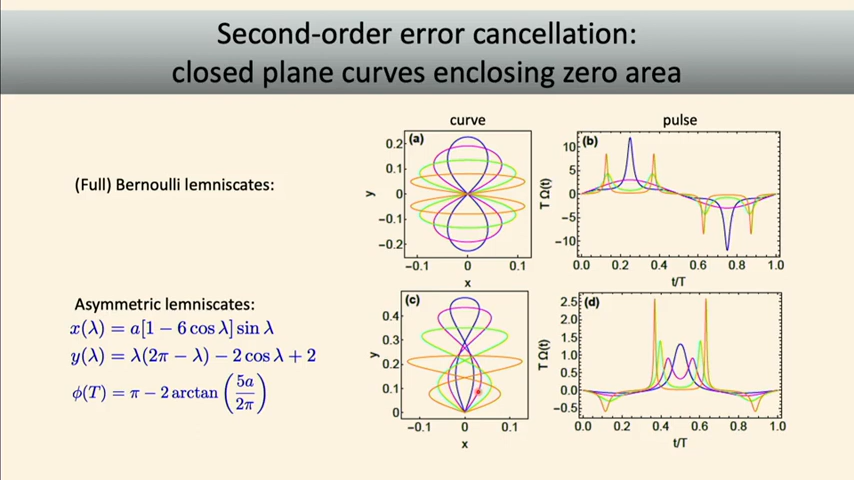 Second-order error cancellation:
closed plane curves enclosing zero area
curve
pulse
(Full) Bernoulli lemniscates:
(a)
0.2
0.1
0
−0.1
−0.2
y
−0.1 0 0.1
x
(b)
10
5
0
−5
−10
T Ω(t)
0.0 0.2 0.4 0.6 0.8 1.0
t/T
Asymmetric lemniscates:
x(λ) = a[1 − 6 cos λ] sin λ
y(λ) = λ(2π − λ) − 2 cos λ + 2
ϕ(T) = π − 2 arctan (5a/2π)
(c)
0.4
0.3
0.2
0.1
0
y
−0.1 0 0.1
x
(d)
2.5
2.0
1.5
1.0
0.5
0.0
−0.5
T Ω(t)
0.0 0.2 0.4 0.6 0.8 1.0
t/T